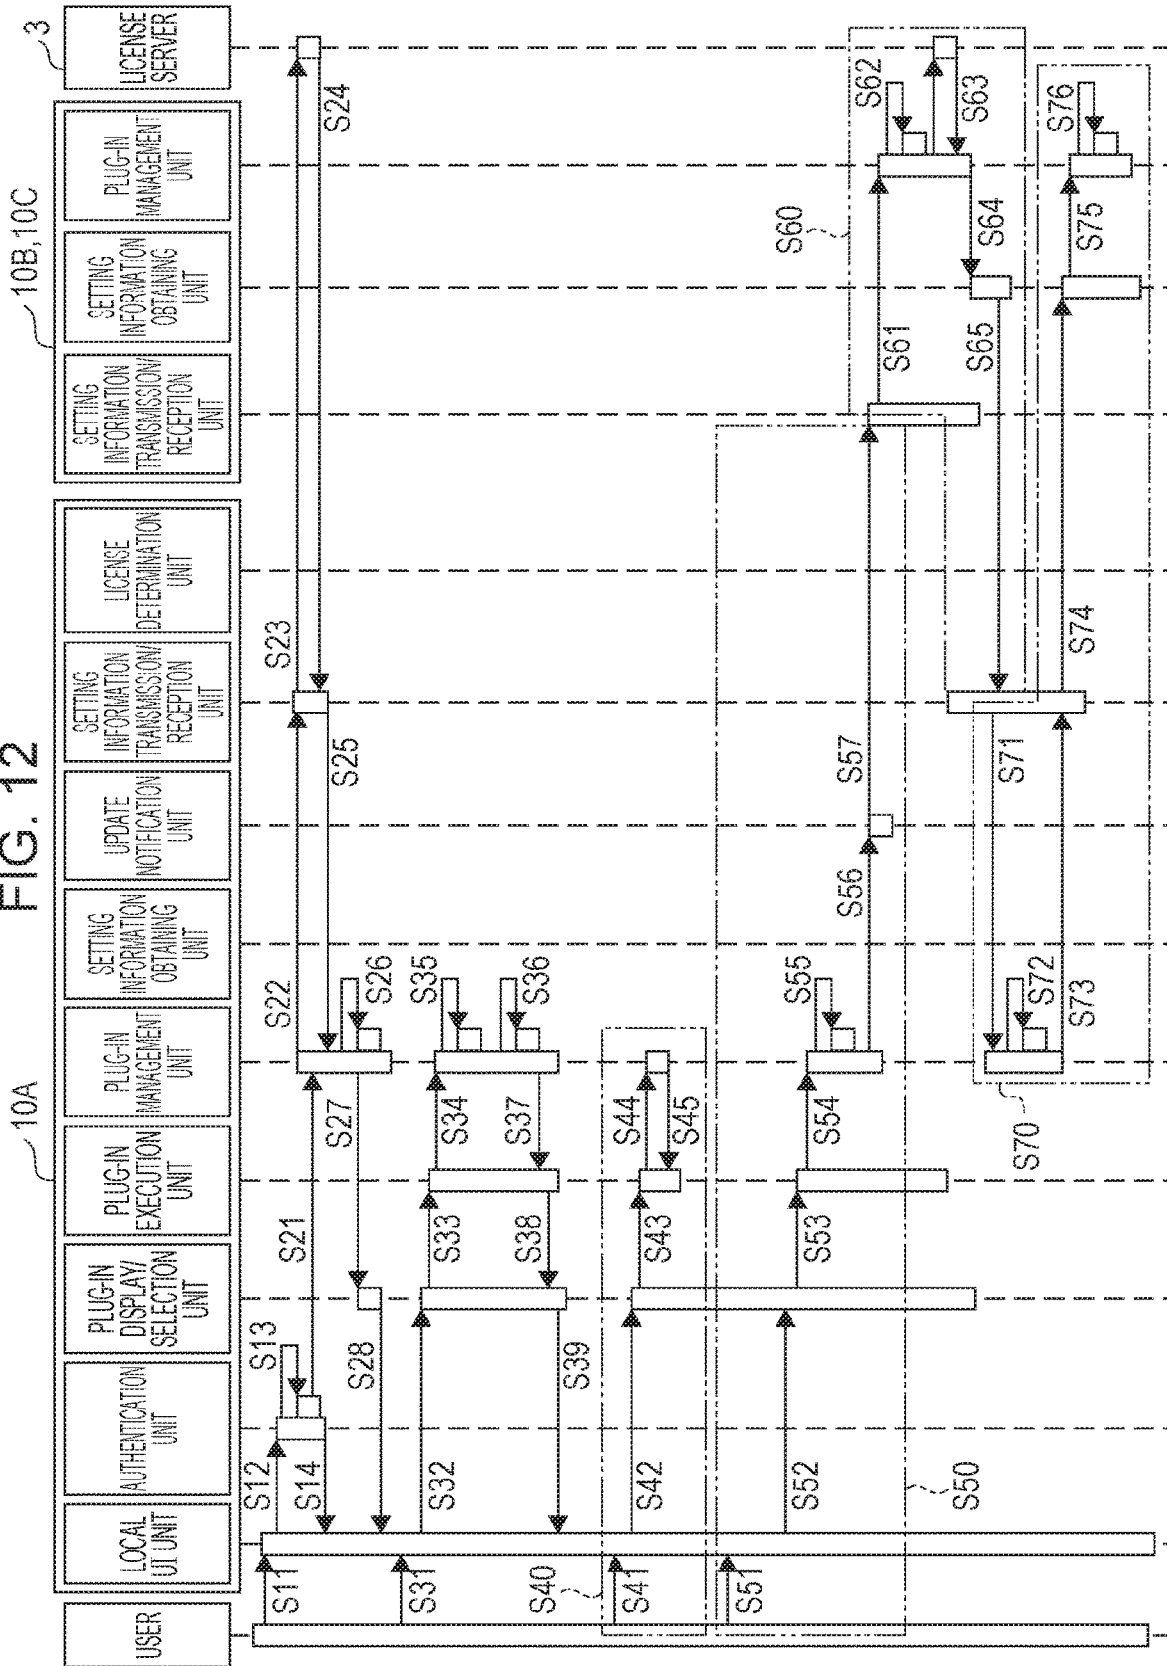 FIG. 12
10A
10B,10C
3
USER
LOCAL
UI UNIT
AUTHENTICATION
UNIT
PLUG-IN
DISPLAY/
SELECTION
UNIT
PLUG-IN
EXECUTION
UNIT
PLUG-IN
MANAGEMENT
UNIT
SETTING
INFORMATION
OBTAINING
UNIT
UPDATE
NOTIFICATION
UNIT
SETTING
INFORMATION
TRANSMISSION/
RECEPTION
UNIT
LICENSE
DETERMINATION
UNIT
SETTING
INFORMATION
TRANSMISSION/
RECEPTION
UNIT
SETTING
INFORMATION
OBTAINING
UNIT
PLUG-IN
MANAGEMENT
UNIT
LICENSE
SERVER
S11
S12
S13
S14
S21
S22
S23
S24
S25
S26
S27
S28
S31
S32
S33
S34
S35
S36
S37
S38
S39
S40
S41
S42
S43
S44
S45
S50
S51
S52
S53
S54
S55
S56
S57
S60
S61
S62
S63
S64
S65
S70
S71
S72
S73
S74
S75
S76